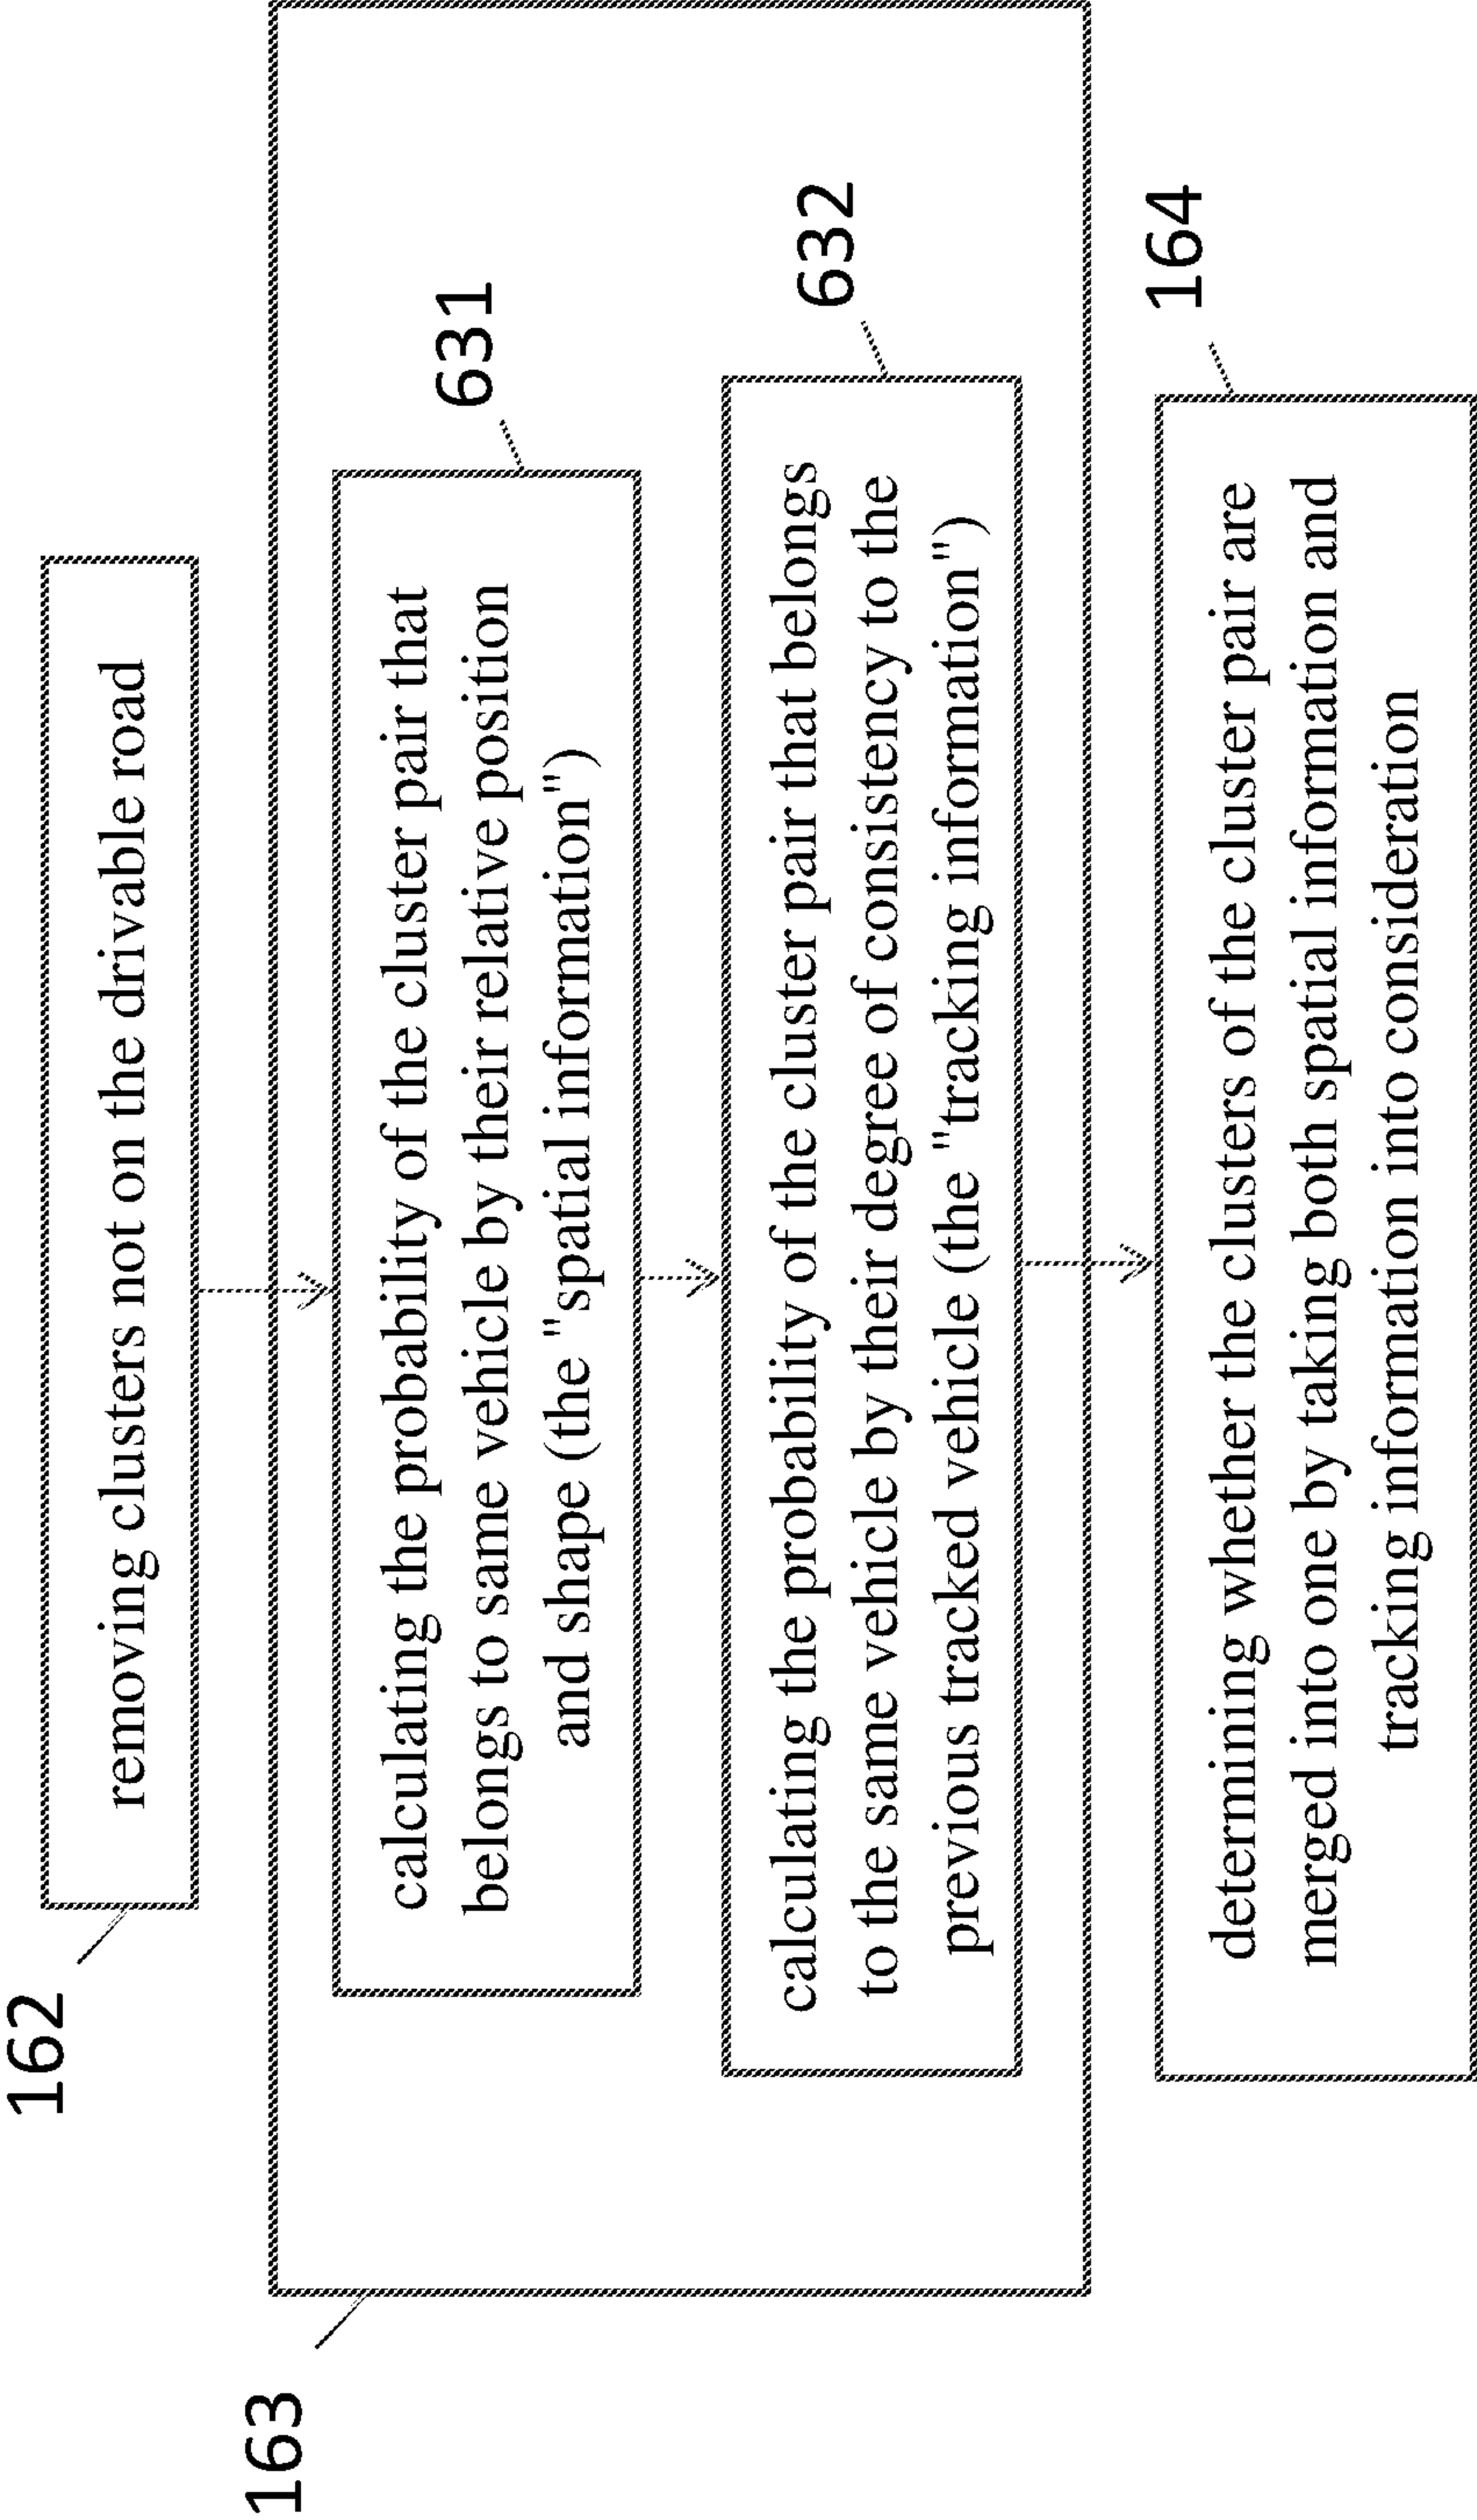 162
removing clusters not on the drivable road
163
calculating the probability of the cluster pair that
belongs to same vehicle by their relative position
and shape (the "spatial information")
631
calculating the probability of the cluster pair that belongs
to the same vehicle by their degree of consistency to the
previous tracked vehicle (the "tracking information")
632
determining whether the clusters of the cluster pair are
merged into one by taking both spatial information and
tracking information into consideration
164